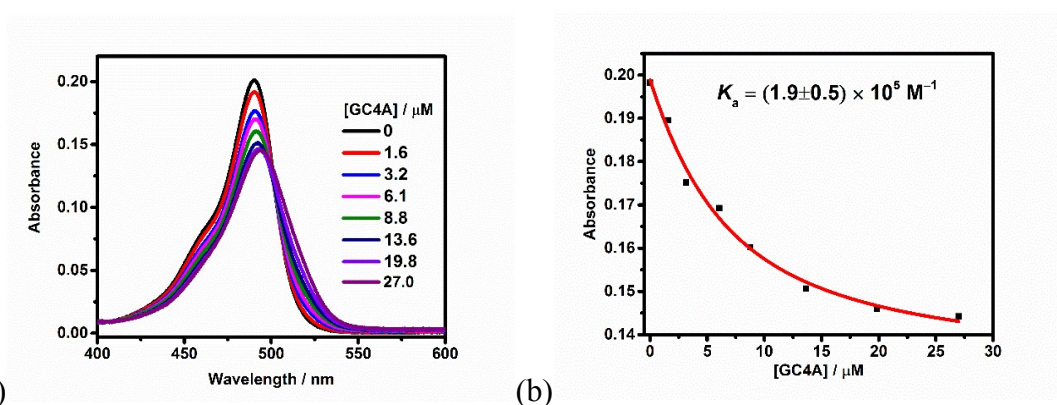 0.20
0.15
0.10
0.05
0.00
Absorbance
400 450 500 550 600
Wavelength / nm
[GC4A] / μM
0
1.6
3.2
6.1
8.8
13.6
19.8
27.0
)
(b)
0.20
0.19
0.18
0.17
0.16
0.15
0.14
Absorbance
Kₐ = (1.9±0.5) × 10⁵ M⁻¹
0 5 10 15 20 25 30
[GC4A] / μM